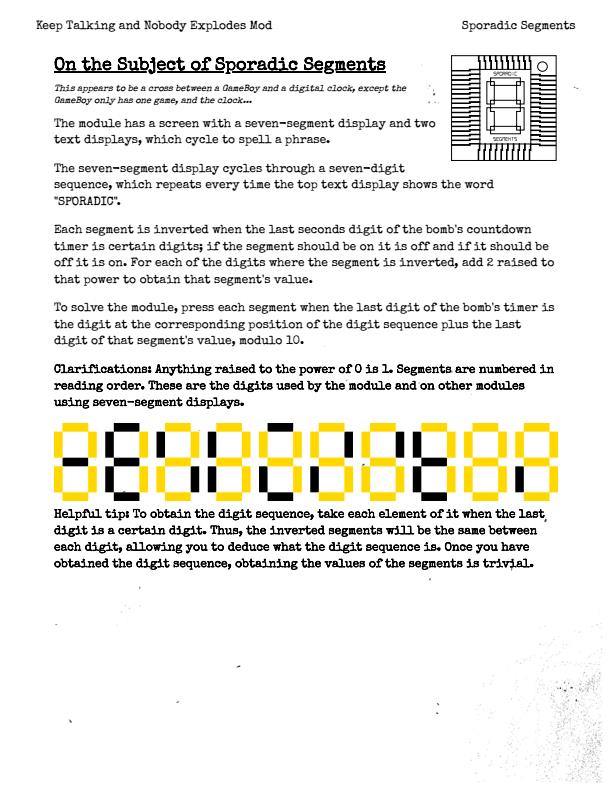 Keep Talking and Nobody Explodes Mod
Sporadic Segments
On the Subject of Sporadic Segments
This appears to be a cross between a GameBoy and a digital clock, except the
GameBoy only has one game, and the clock...
SPORADIC
SEGMENTS
The module has a screen with a seven-segment display and two
text displays, which cycle to spell a phrase.
The seven-segment display cycles through a seven-digit
sequence, which repeats every time the top text display shows the word
"SPORADIC".
Each segment is inverted when the last seconds digit of the bomb's countdown
timer is certain digits; if the segment should be on it is off and if it should be
off it is on. For each of the digits where the segment is inverted, add 2 raised to
that power to obtain that segment's value.
To solve the module, press each segment when the last digit of the bomb's timer is
the digit at the corresponding position of the digit sequence plus the last
digit of that segment's value, modulo 10.
Clarifications: Anything raised to the power of 0 is 1. Segments are numbered in
reading order. These are the digits used by the module and on other modules
using seven-segment displays.
Helpful tip: To obtain the digit sequence, take each element of it when the last
digit is a certain digit. Thus, the inverted segments will be the same between
each digit, allowing you to deduce what the digit sequence is. Once you have
obtained the digit sequence, obtaining the values of the segments is trivial.